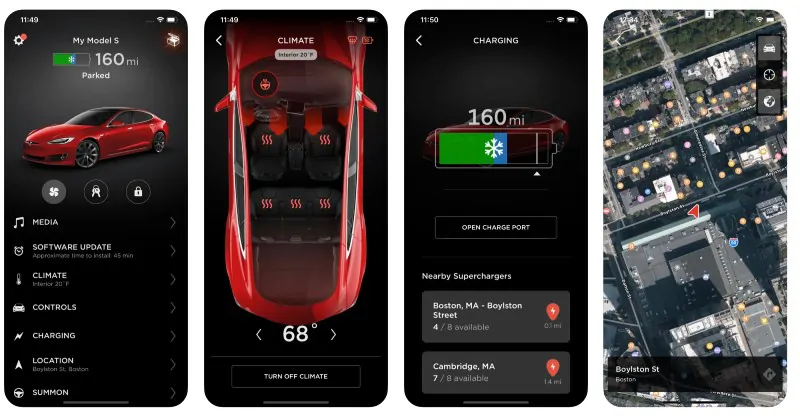 11:49
My Model S
160 mi
Parked
MEDIA
SOFTWARE UPDATE
Approximate time to install: 45 min
CLIMATE
Interior 20°F
CONTROLS
CHARGING
LOCATION
Boylston St, Boston
SUMMON
11:49
CLIMATE
Interior 20°F
68°
TURN OFF CLIMATE
11:50
CHARGING
160 mi
OPEN CHARGE PORT
Nearby Superchargers
Boston, MA - Boylston
Street
4 / 8 available
0.1 mi
Cambridge, MA
7 / 8 available
1.4 mi
Boylston St
Boylston St
Boston